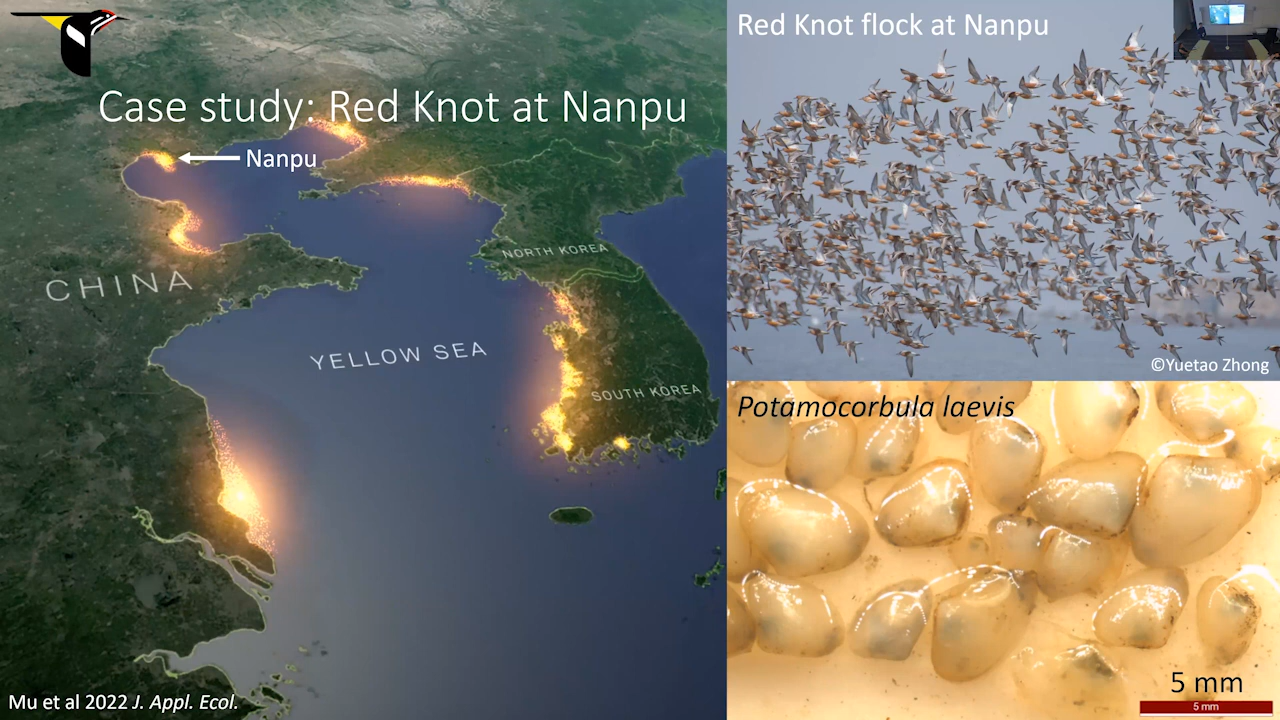 Case study: Red Knot at Nanpu
Nanpu
NORTH KOREA
CHINA
YELLOW SEA
SOUTH KOREA
Mu et al 2022 J. Appl. Ecol.
Red Knot flock at Nanpu
©Yuetao Zhong
Potamocorbula laevis
5 mm
5 mm